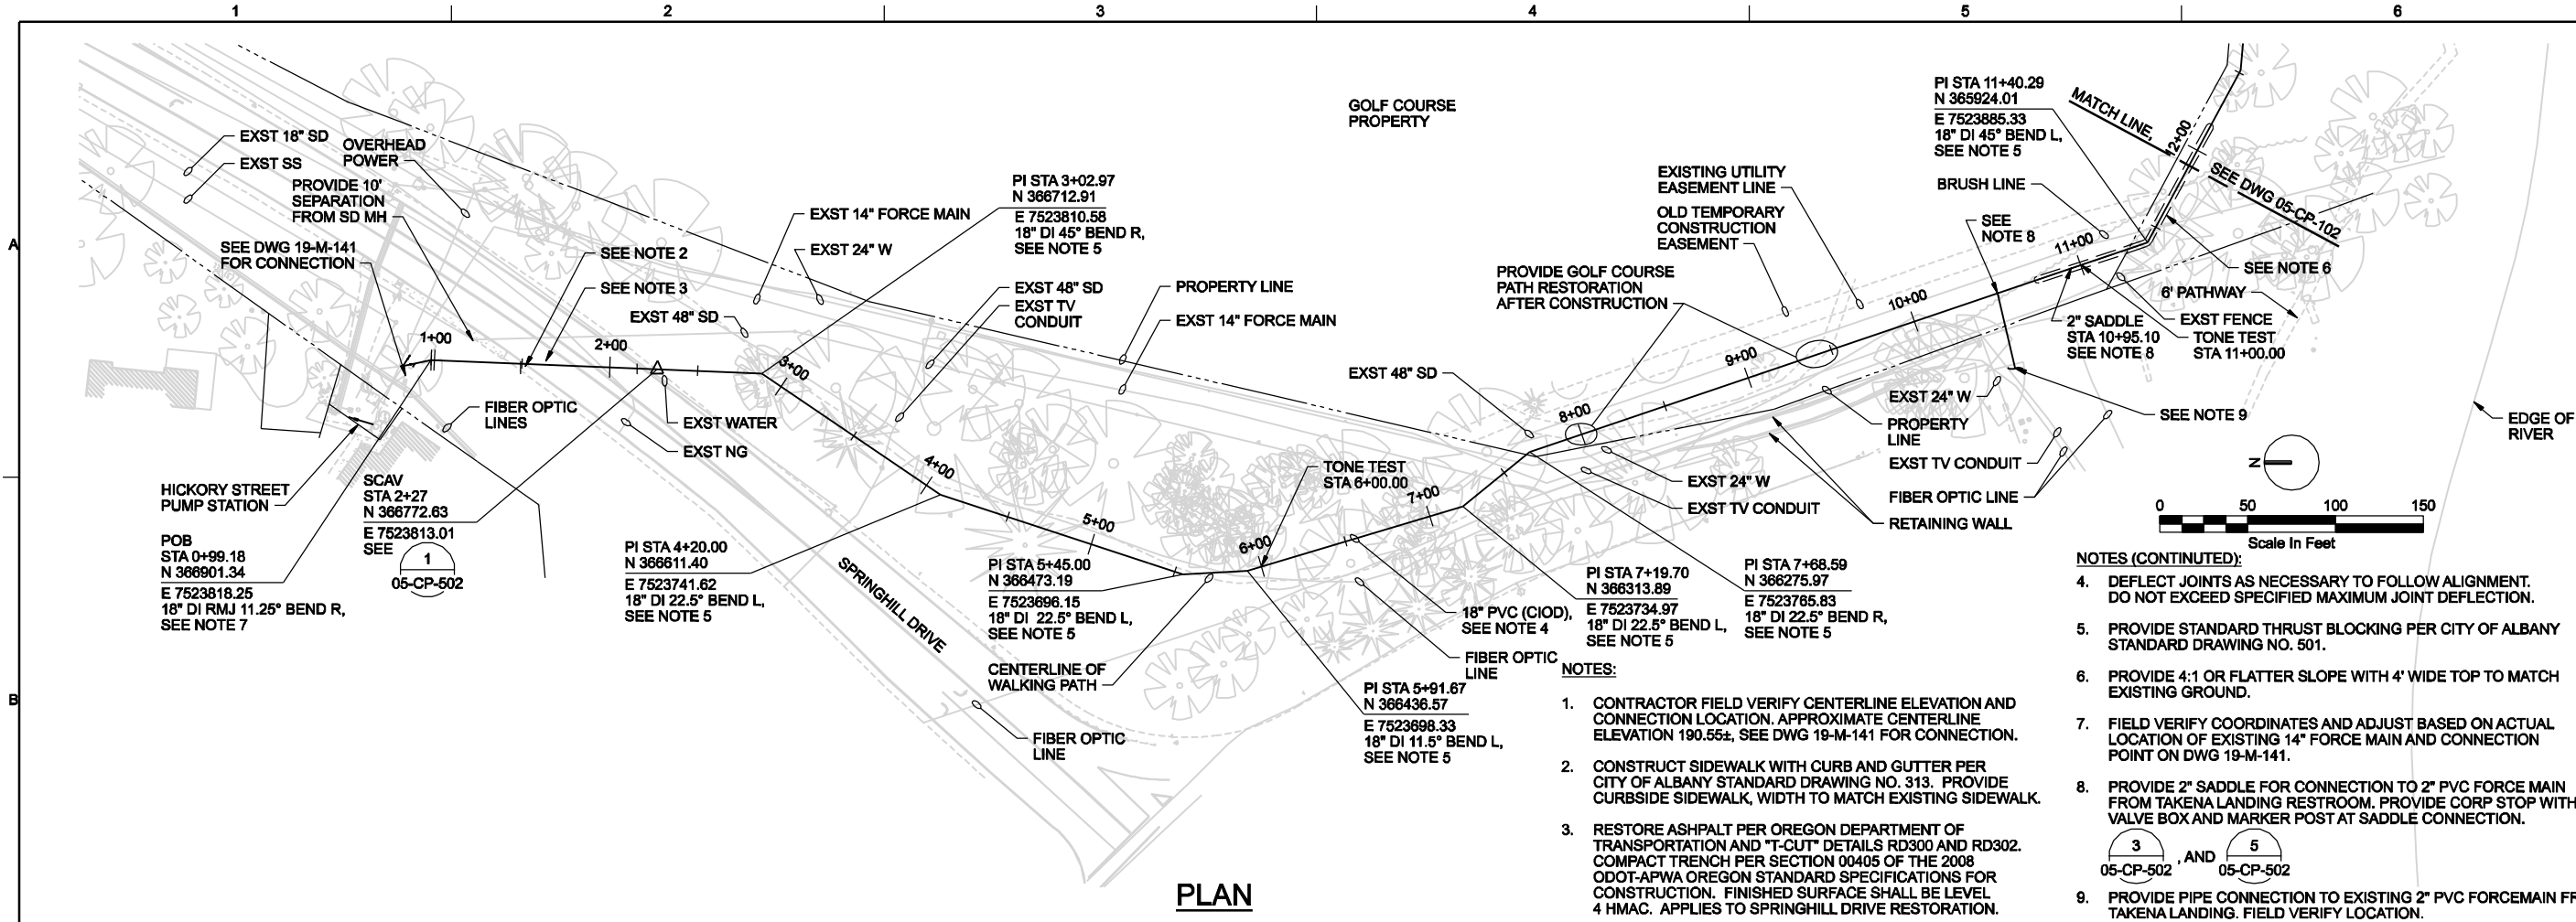 1
2
3
4
5
6
A
B
EXST 18" SD
EXST SS
OVERHEAD
POWER
PROVIDE 10'
SEPARATION
FROM SD MH
SEE DWG 19-M-141
FOR CONNECTION
1+00
2+00
SEE NOTE 2
SEE NOTE 3
EXST 48" SD
EXST 14" FORCE MAIN
EXST 24" W
PI STA 3+02.97
N 366712.91
E 7523810.58
18" DI 45° BEND R,
SEE NOTE 5
EXST 48" SD
EXST TV
CONDUIT
PROPERTY LINE
EXST 14" FORCE MAIN
GOLF COURSE
PROPERTY
3+00
4+00
5+00
6+00
7+00
8+00
9+00
10+00
11+00
12+00
FIBER OPTIC
LINES
EXST WATER
EXST NG
HICKORY STREET
PUMP STATION
POB
STA 0+99.18
N 366901.34
E 7523818.25
18" DI RMJ 11.25° BEND R,
SEE NOTE 7
SCAV
STA 2+27
N 366772.63
E 7523813.01
SEE
1
05-CP-502
PI STA 4+20.00
N 366611.40
E 7523741.62
18" DI 22.5° BEND L,
SEE NOTE 5
SPRINGHILL DRIVE
PI STA 5+45.00
N 366473.19
E 7523696.15
18" DI 22.5° BEND L,
SEE NOTE 5
CENTERLINE OF
WALKING PATH
FIBER OPTIC
LINE
TONE TEST
STA 6+00.00
PI STA 5+91.67
N 366436.57
E 7523698.33
18" DI 11.5° BEND L,
SEE NOTE 5
18" PVC (CIOD),
SEE NOTE 4
FIBER OPTIC
LINE
PI STA 7+19.70
N 366313.89
E 7523734.97
18" DI 22.5° BEND L,
SEE NOTE 5
PI STA 7+68.59
N 366275.97
E 7523765.83
18" DI 22.5° BEND R,
SEE NOTE 5
EXST 48" SD
EXST 24" W
EXST TV CONDUIT
PROVIDE GOLF COURSE
PATH RESTORATION
AFTER CONSTRUCTION
EXISTING UTILITY
EASEMENT LINE
OLD TEMPORARY
CONSTRUCTION
EASEMENT
PI STA 11+40.29
N 365924.01
E 7523885.33
18" DI 45° BEND L,
SEE NOTE 5
BRUSH LINE
SEE
NOTE 8
MATCH LINE,
SEE DWG 05-CP-102
SEE NOTE 6
6' PATHWAY
EXST FENCE
TONE TEST
STA 11+00.00
2" SADDLE
STA 10+95.10
SEE NOTE 8
SEE NOTE 9
EXST 24" W
PROPERTY
LINE
EXST TV CONDUIT
FIBER OPTIC LINE
RETAINING WALL
EDGE OF
RIVER
N
0 50 100 150
Scale In Feet
NOTES:
1. CONTRACTOR FIELD VERIFY CENTERLINE ELEVATION AND
CONNECTION LOCATION. APPROXIMATE CENTERLINE
ELEVATION 190.55±, SEE DWG 19-M-141 FOR CONNECTION.
2. CONSTRUCT SIDEWALK WITH CURB AND GUTTER PER
CITY OF ALBANY STANDARD DRAWING NO. 313. PROVIDE
CURBSIDE SIDEWALK, WIDTH TO MATCH EXISTING SIDEWALK.
3. RESTORE ASHPALT PER OREGON DEPARTMENT OF
TRANSPORTATION AND "T-CUT" DETAILS RD300 AND RD302.
COMPACT TRENCH PER SECTION 00405 OF THE 2008
ODOT-APWA OREGON STANDARD SPECIFICATIONS FOR
CONSTRUCTION. FINISHED SURFACE SHALL BE LEVEL
4 HMAC. APPLIES TO SPRINGHILL DRIVE RESTORATION.
NOTES (CONTINUTED):
4. DEFLECT JOINTS AS NECESSARY TO FOLLOW ALIGNMENT.
DO NOT EXCEED SPECIFIED MAXIMUM JOINT DEFLECTION.
5. PROVIDE STANDARD THRUST BLOCKING PER CITY OF ALBANY
STANDARD DRAWING NO. 501.
6. PROVIDE 4:1 OR FLATTER SLOPE WITH 4' WIDE TOP TO MATCH
EXISTING GROUND.
7. FIELD VERIFY COORDINATES AND ADJUST BASED ON ACTUAL
LOCATION OF EXISTING 14" FORCE MAIN AND CONNECTION
POINT ON DWG 19-M-141.
8. PROVIDE 2" SADDLE FOR CONNECTION TO 2" PVC FORCE MAIN
FROM TAKENA LANDING RESTROOM. PROVIDE CORP STOP WITH
VALVE BOX AND MARKER POST AT SADDLE CONNECTION.
3
05-CP-502
, AND
5
05-CP-502
9. PROVIDE PIPE CONNECTION TO EXISTING 2" PVC FORCEMAIN FR
TAKENA LANDING. FIELD VERIFY LOCATION.
PLAN